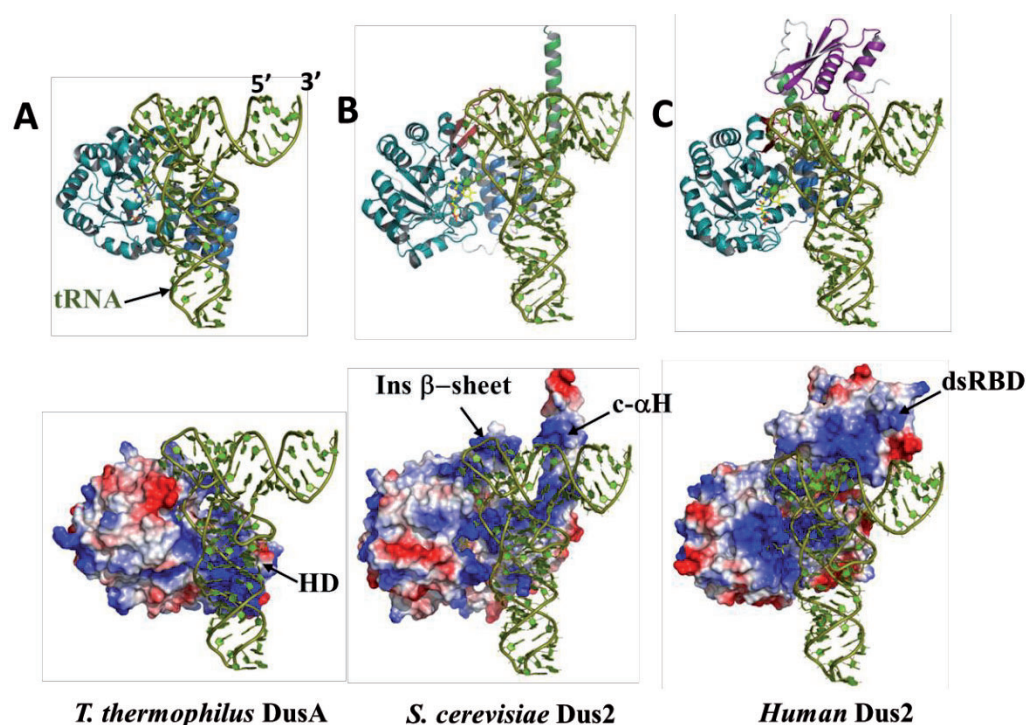 A
5’
3’
B
C
tRNA
Ins β–sheet
c-αH
dsRBD
HD
T. thermophilus DusA
S. cerevisiae Dus2
Human Dus2